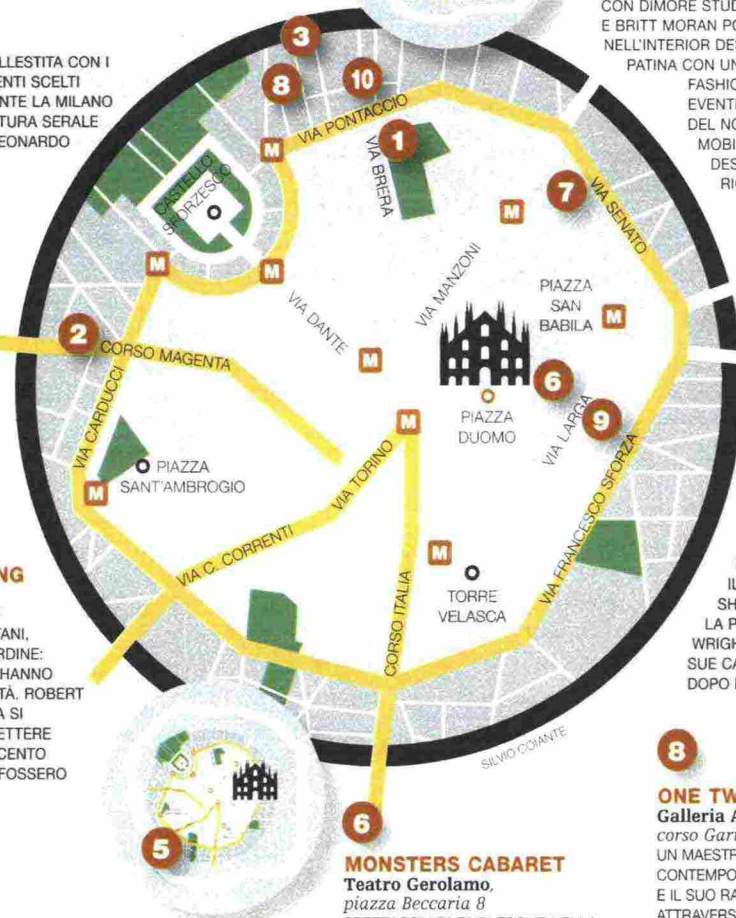 CON DIMORE STUD
E BRITT MORAN PO
NELL'INTERIOR DE
PATINA CON UN
FASHIO
EVENTI
DEL NO
MOBI
DES
RI
LLESTITA CON I
ENTI SCELTI
NTE LA MILANO
TURA SERALE
EONARDO
3
8
10
VIA PONTACCIO
M
1
VIA BRERA
CASTELLO
SFORZESCO
7
VIA SENATO
M
M
M
VIA MANZONI
PIAZZA
SAN
BABILA
M
VIA DANTE
2
CORSO MAGENTA
M
6
PIAZZA
DUOMO
VIA LARGA
9
VIA CARDUCCI
M
PIAZZA
SANT'AMBROGIO
M
VIA TORINO
VIA FRANCESCO SFORZA
VIA C. CORRENTI
M
TORRE
VELASCA
CORSO ITALIA
SILVIO COIANTE
NG
TANI,
RDINE:
HANNO
TÀ. ROBERT
A SI
ETTERE
CENTO
FOSSERO
5
6
MONSTERS CABARET
Teatro Gerolamo,
piazza Beccaria 8
IL
SH
LA P
WRIGH
SUE CA
DOPO
8
ONE TW
Galleria A
corso Gar
UN MAESTR
CONTEMPO
E IL SUO RA
ATTRAVERS